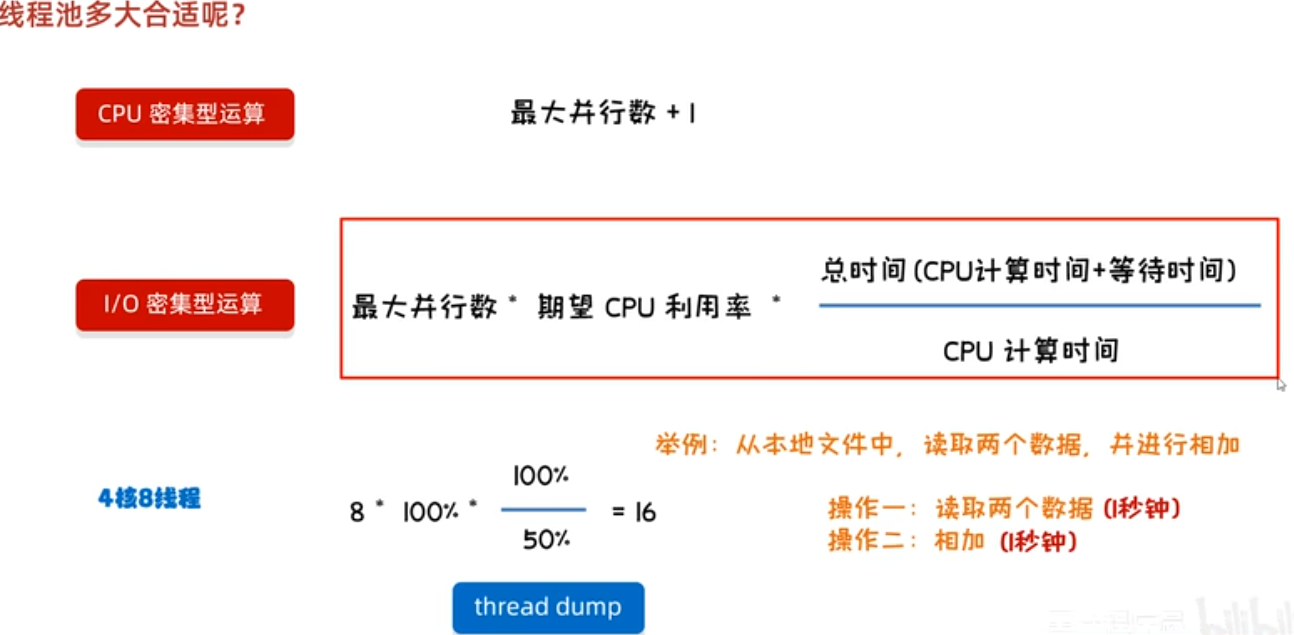 线程池多大合适呢?
CPU 密集型运算
最大并行数 + 1
I/O 密集型运算
最大并行数 * 期望 CPU 利用率 *
总时间(CPU计算时间+等待时间)
CPU 计算时间
举例: 从本地文件中, 读取两个数据, 并进行相加
4核8线程
8 * 100% *
100%
50%
= 16
操作一: 读取两个数据 (1秒钟)
操作二: 相加 (1秒钟)
thread dump
bilibili